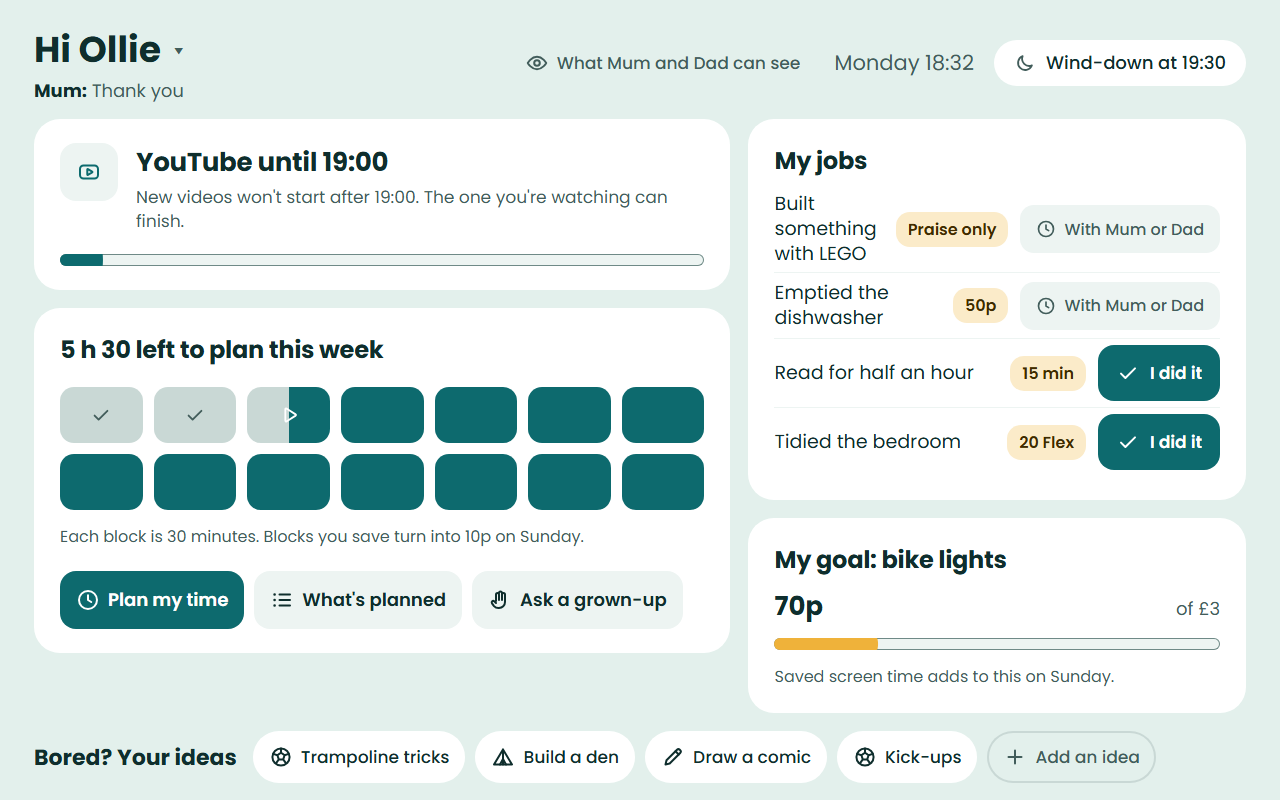 Hi Ollie
Mum: Thank you
What Mum and Dad can see
Monday 18:32
Wind-down at 19:30
YouTube until 19:00
New videos won't start after 19:00. The one you're watching can
finish.
5 h 30 left to plan this week
Each block is 30 minutes. Blocks you save turn into 10p on Sunday.
Plan my time
What's planned
Ask a grown-up
My jobs
Built
something
with LEGO
Praise only
With Mum or Dad
Emptied the
dishwasher
50p
With Mum or Dad
Read for half an hour
15 min
I did it
Tidied the bedroom
20 Flex
I did it
My goal: bike lights
70p
of £3
Saved screen time adds to this on Sunday.
Bored? Your ideas
Trampoline tricks
Build a den
Draw a comic
Kick-ups
Add an idea